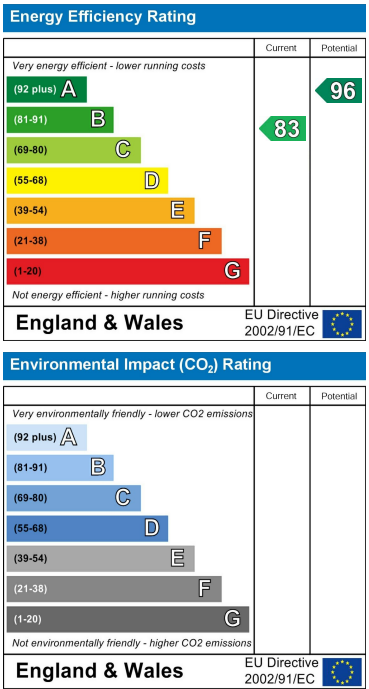 Energy Efficiency Rating
Current Potential
Very energy efficient - lower running costs
(92 plus) A
96
(81-91) B
83
(69-80) C
(55-68) D
(39-54) E
(21-38) F
(1-20) G
Not energy efficient - higher running costs
England & Wales
EU Directive
2002/91/EC
Environmental Impact (CO2) Rating
Current Potential
Very environmentally friendly - lower CO2 emissions
(92 plus) A
(81-91) B
(69-80) C
(55-68) D
(39-54) E
(21-38) F
(1-20) G
Not environmentally friendly - higher CO2 emissions
England & Wales
EU Directive
2002/91/EC